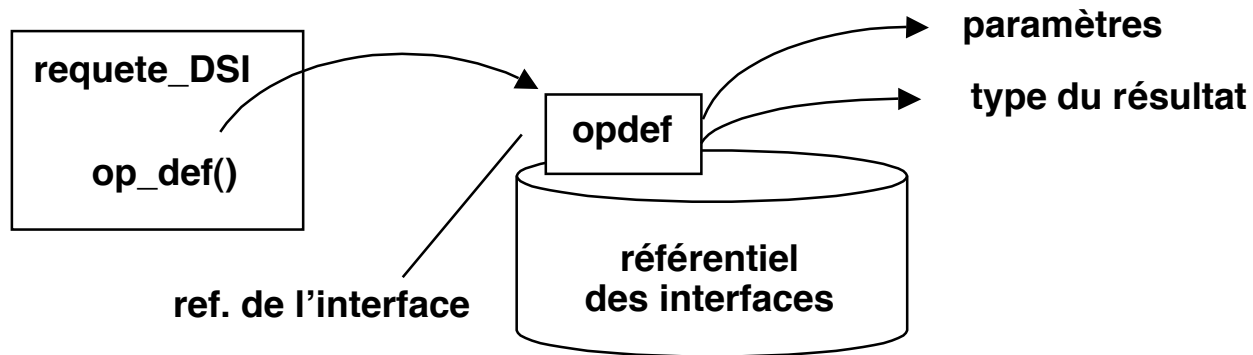 paramètres
requete_DSI
type du résultat
opdef
op_def()
référentiel
des interfaces
ref. de l’interface